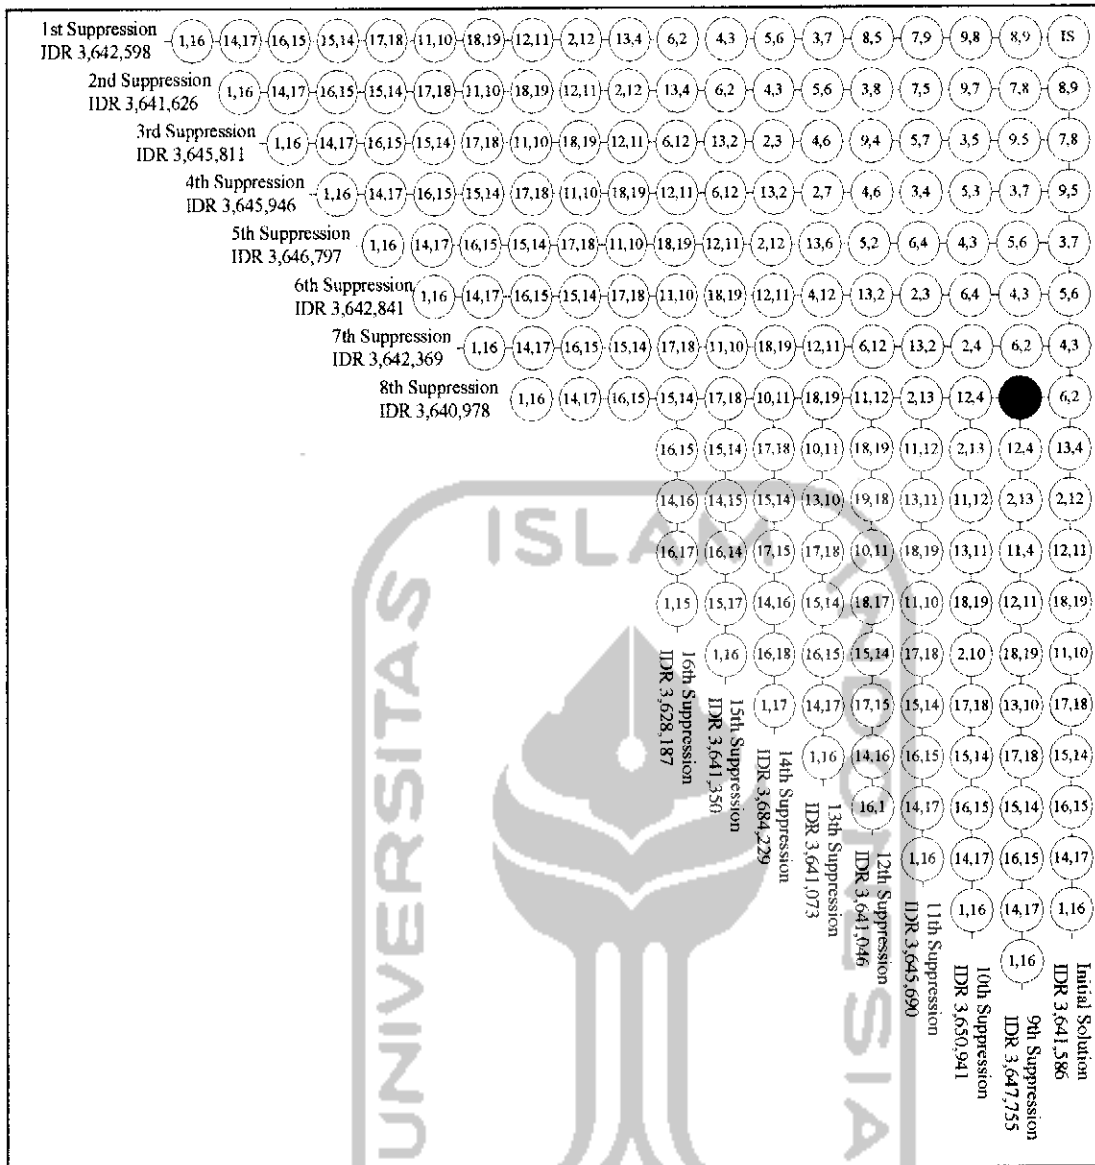 1st Suppression
IDR 3,642,598
1,16 14,17 16,15 15,14 17,18 11,10 18,19 12,11 2,12 13,4 6,2 4,3 5,6 3,7 8,5 7,9 9,8 8,9 IS
2nd Suppression
IDR 3,641,626
1,16 14,17 16,15 15,14 17,18 11,10 18,19 12,11 2,12 13,4 6,2 4,3 5,6 3,8 7,5 9,7 7,8 8,9
3rd Suppression
IDR 3,645,811
1,16 14,17 16,15 15,14 17,18 11,10 18,19 12,11 6,12 13,2 2,3 4,6 9,4 5,7 3,5 9,5 7,8
4th Suppression
IDR 3,645,946
1,16 14,17 16,15 15,14 17,18 11,10 18,19 12,11 6,12 13,2 2,7 4,6 3,4 5,3 3,7 9,5
5th Suppression
IDR 3,646,797
1,16 14,17 16,15 15,14 17,18 11,10 18,19 12,11 2,12 13,6 5,2 6,4 4,3 5,6 3,7
6th Suppression
IDR 3,642,841
1,16 14,17 16,15 15,14 17,18 11,10 18,19 12,11 4,12 13,2 2,3 6,4 4,3 5,6
7th Suppression
IDR 3,642,369
1,16 14,17 16,15 15,14 17,18 11,10 18,19 12,11 6,12 13,2 2,4 6,2 4,3
8th Suppression
IDR 3,640,978
1,16 14,17 16,15 15,14 17,18 10,11 18,19 11,12 2,13 12,4 6,2
16,15 15,14 17,18 10,11 18,19 11,12 2,13 12,4 13,4
14,16 14,15 15,14 13,10 19,18 13,11 11,12 2,13 2,12
16,17 16,14 17,15 17,18 10,11 18,19 13,11 11,4 12,11
1,15 15,17 14,16 15,14 18,17 11,10 18,19 12,11 18,19
1,16 16,18 16,15 15,14 17,18 2,10 18,19 11,10
1,17 14,17 17,15 15,14 17,18 13,10 17,18
1,16 14,16 16,15 15,14 17,18 15,14
16,1 14,17 16,15 15,14 16,15
1,16 14,17 16,15 14,17
1,16 14,17 1,16
1,16
16th Suppression
IDR 3,628,187
15th Suppression
IDR 3,641,350
14th Suppression
IDR 3,684,229
13th Suppression
IDR 3,641,073
12th Suppression
IDR 3,641,046
11th Suppression
IDR 3,645,690
10th Suppression
IDR 3,650,941
9th Suppression
IDR 3,647,755
Initial Solution
IDR 3,641,586
UNIVERSITAS
ISLAM
INDONESIA